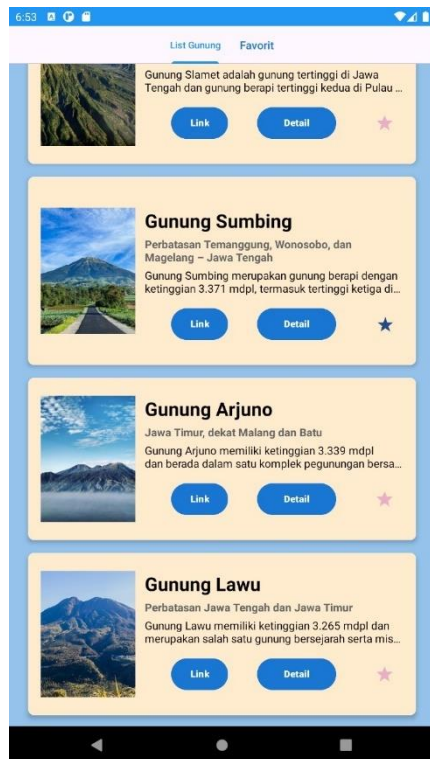 6:53
List Gunung Favorit
Gunung Slamet adalah gunung tertinggi di Jawa
Tengah dan gunung berapi tertinggi kedua di Pulau ...
Link Detail
Gunung Sumbing
Perbatasan Temanggung, Wonosobo, dan
Magelang – Jawa Tengah
Gunung Sumbing merupakan gunung berapi dengan
ketinggian 3.371 mdpl, termasuk tertinggi ketiga di...
Link Detail
Gunung Arjuno
Jawa Timur, dekat Malang dan Batu
Gunung Arjuno memiliki ketinggian 3.339 mdpl
dan berada dalam satu komplek pegunungan bersa...
Link Detail
Gunung Lawu
Perbatasan Jawa Tengah dan Jawa Timur
Gunung Lawu memiliki ketinggian 3.265 mdpl dan
merupakan salah satu gunung bersejarah serta mis...
Link Detail